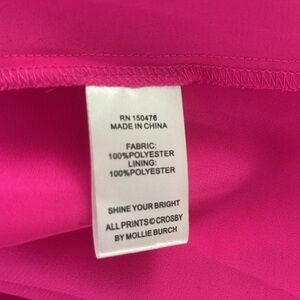 RN 150476
MADE IN CHINA
FABRIC:
100%POLYESTER
LINING:
100%POLYESTER
SHINE YOUR BRIGHT
ALL PRINTS©CROSBY
BY MOLLIE BURCH